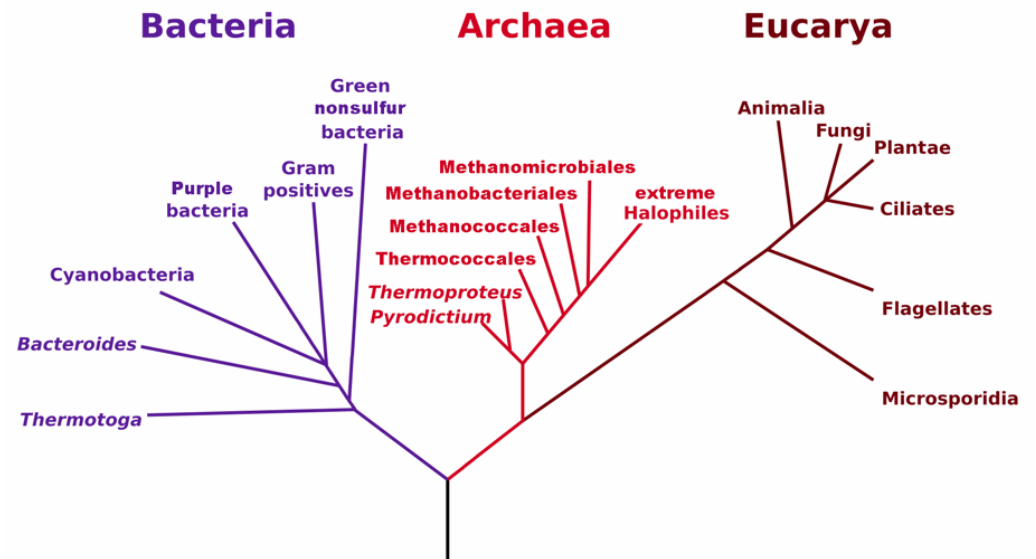 Bacteria
Archaea
Eucarya
Green
nonsulfur
bacteria
Gram
positives
Purple
bacteria
Cyanobacteria
Bacteroides
Thermotoga
Methanomicrobiales
Methanobacteriales
Methanococcales
Thermococcales
Thermoproteus
Pyrodictium
extreme
Halophiles
Animalia
Fungi
Plantae
Ciliates
Flagellates
Microsporidia